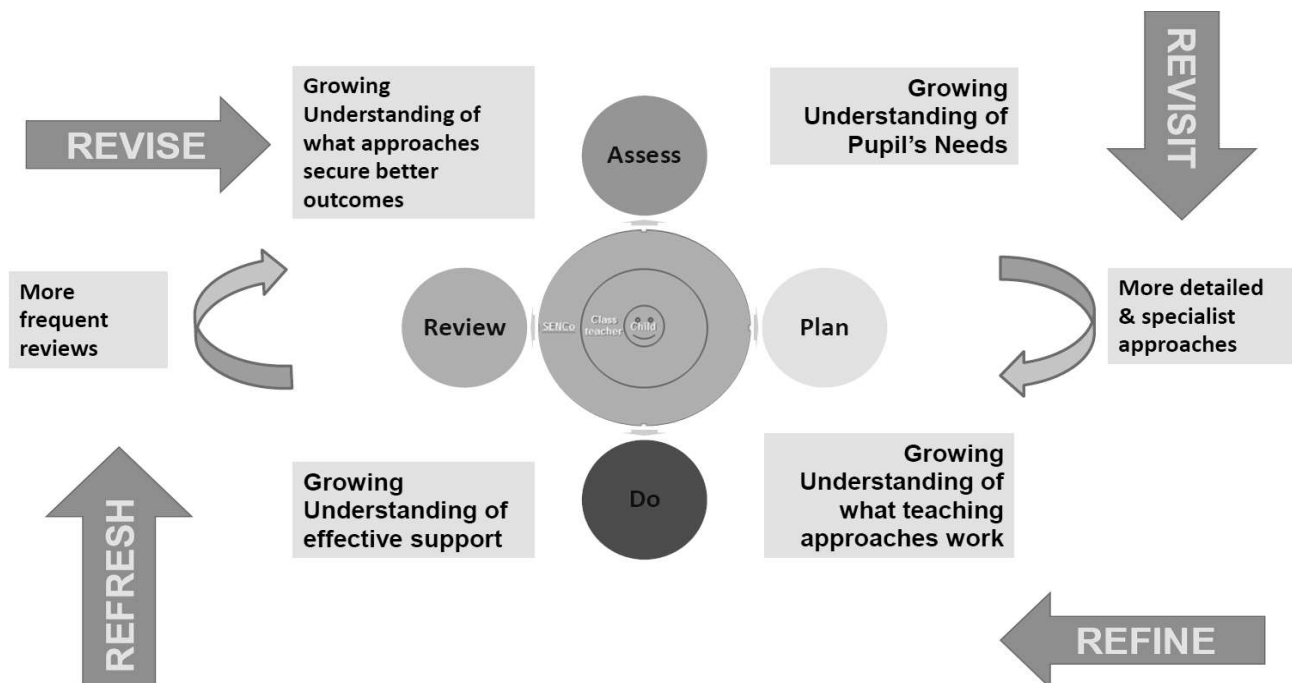 REVISE
Growing
Understanding of
what approaches
secure better
outcomes
Assess
Growing
Understanding of
Pupil's Needs
REVISIT
More
frequent
reviews
Review
SENCo
Class
teacher
Child
Plan
More detailed
& specialist
approaches
REFRESH
Growing
Understanding of
effective support
Do
Growing
Understanding of
what teaching
approaches work
REFINE